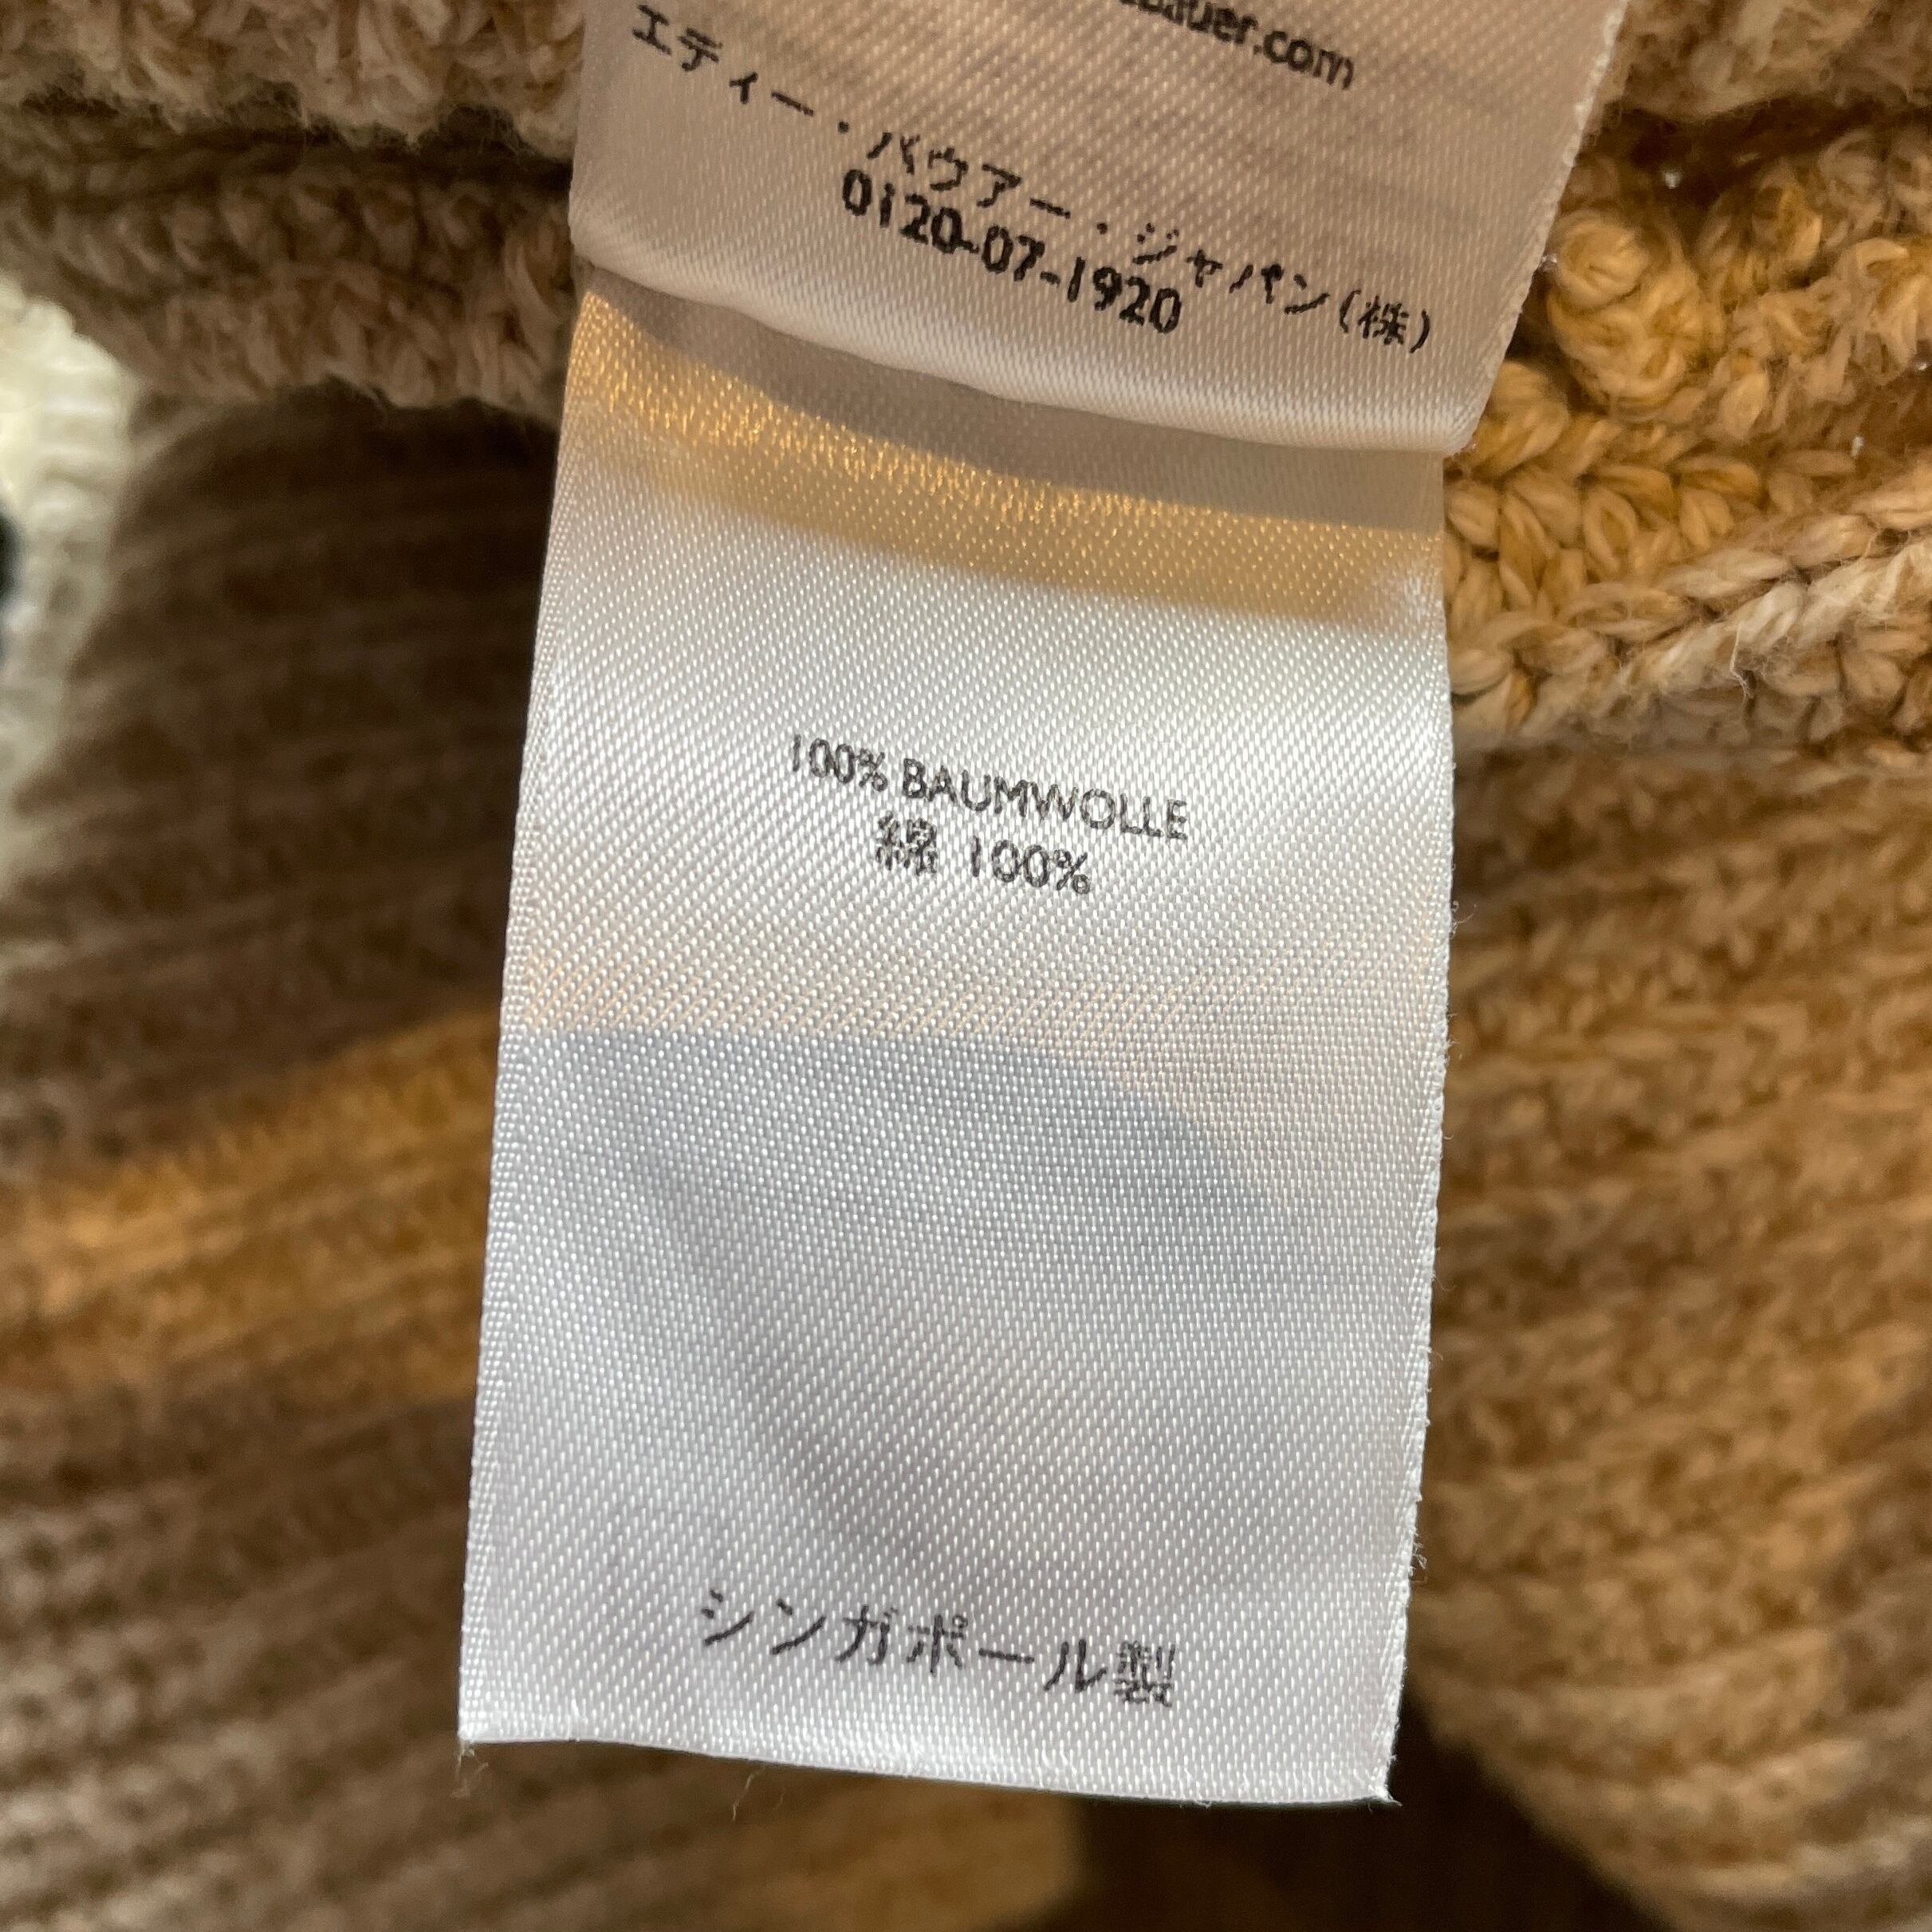 bauer.com
エディー・バウアー・ジャパン(株)
0120-07-1920
100% BAUMWOLLE
綿 100%
シンガポール製